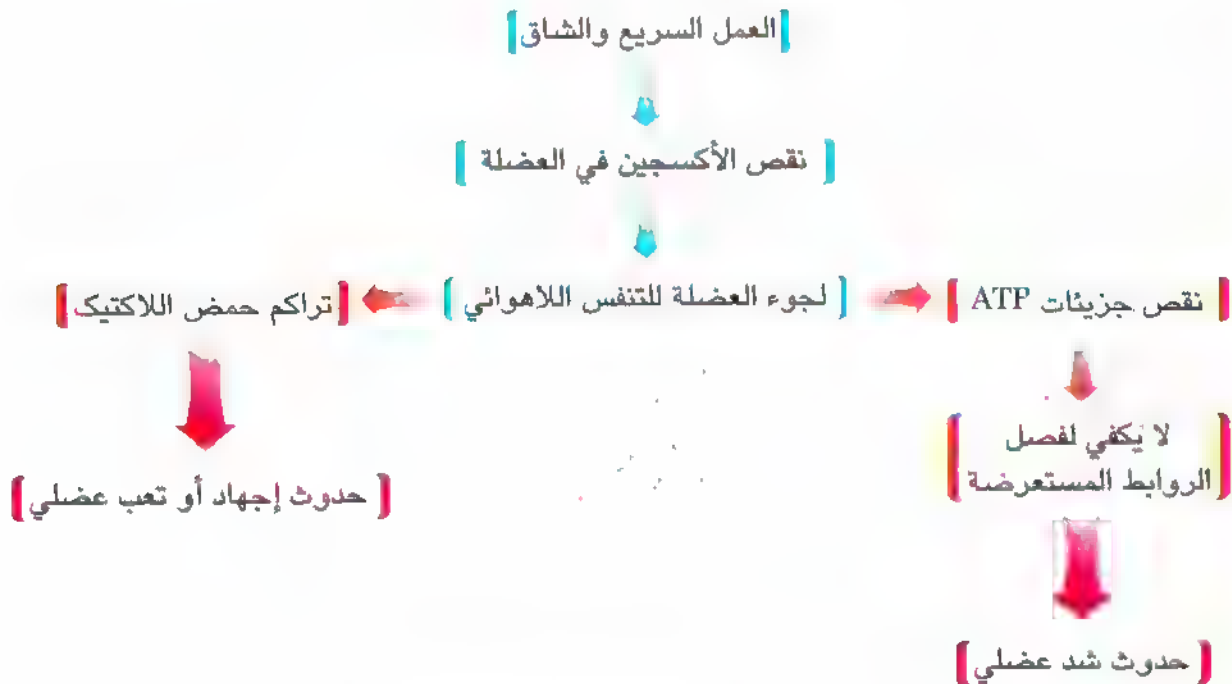 [العمل السريع والشاق]
[نقص الأكسجين في العضلة]
[لجوء العضلة للتنفس اللاهوائي]
[نقص جزيئات ATP]
[تراكم حمض اللاكتيك]
[لا يكفي لفصل
الروابط المستعرضة]
[حدوث إجهاد أو تعب عضلي]
[حدوث شد عضلي]